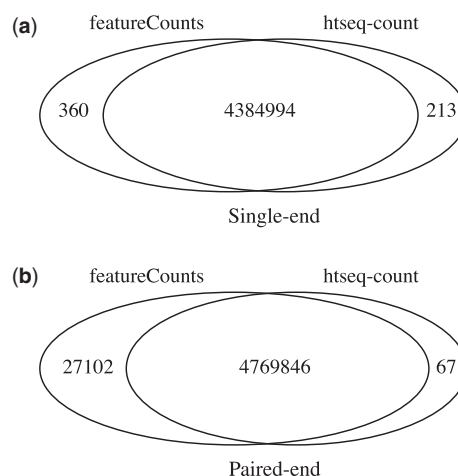 (a) featureCounts htseq-count
360 4384994 213
Single-end
(b) featureCounts htseq-count
27102 4769846 67
Paired-end